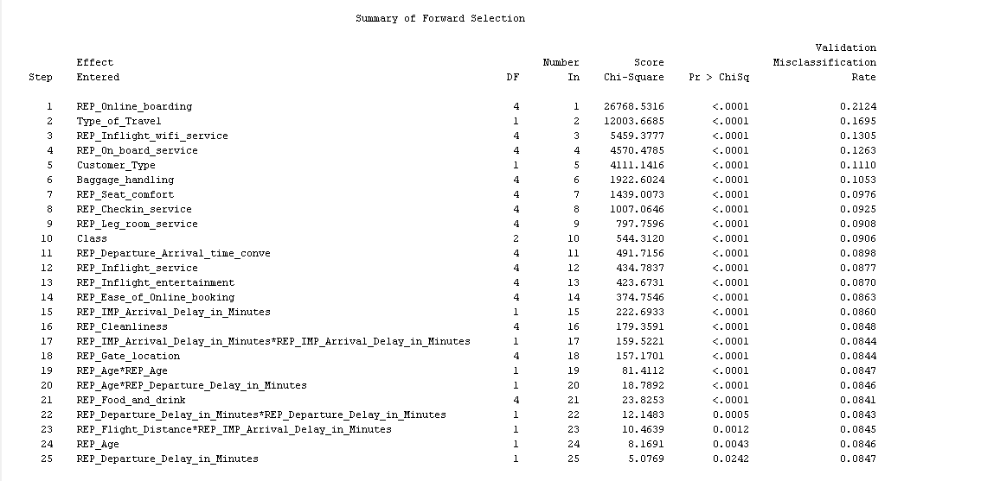 Summary of Forward Selection
Validation
Effect Number Score Misclassification
Step Entered DF In Chi-Square Pr > ChiSq Rate
1 REP_Online_boarding 4 1 26768.5316 <.0001 0.2124
2 Type_of_Travel 1 2 12003.6685 <.0001 0.1695
3 REP_Inflight_wifi_service 4 3 5459.3777 <.0001 0.1305
4 REP_On_board_service 4 4 4570.4785 <.0001 0.1263
5 Customer_Type 1 5 4111.1416 <.0001 0.1110
6 Baggage_handling 4 6 1922.6024 <.0001 0.1053
7 REP_Seat_comfort 4 7 1439.0073 <.0001 0.0976
8 REP_Checkin_service 4 8 1007.0646 <.0001 0.0925
9 REP_Leg_room_service 4 9 797.7596 <.0001 0.0908
10 Class 2 10 544.3120 <.0001 0.0906
11 REP_Departure_Arrival_time_conve 4 11 491.7156 <.0001 0.0898
12 REP_Inflight_service 4 12 434.7837 <.0001 0.0877
13 REP_Inflight_entertainment 4 13 423.6731 <.0001 0.0870
14 REP_Ease_of_Online_booking 4 14 374.7546 <.0001 0.0863
15 REP_IMP_Arrival_Delay_in_Minutes 1 15 222.6933 <.0001 0.0860
16 REP_Cleanliness 4 16 179.3591 <.0001 0.0848
17 REP_IMP_Arrival_Delay_in_Minutes*REP_IMP_Arrival_Delay_in_Minutes 1 17 159.5221 <.0001 0.0844
18 REP_Gate_location 4 18 157.1701 <.0001 0.0844
19 REP_Age*REP_Age 1 19 81.4112 <.0001 0.0847
20 REP_Age*REP_Departure_Delay_in_Minutes 1 20 18.7892 <.0001 0.0846
21 REP_Food_and_drink 4 21 23.8253 <.0001 0.0841
22 REP_Departure_Delay_in_Minutes*REP_Departure_Delay_in_Minutes 1 22 12.1483 0.0005 0.0843
23 REP_Flight_Distance*REP_IMP_Arrival_Delay_in_Minutes 1 23 10.4639 0.0012 0.0845
24 REP_Age 1 24 8.1691 0.0043 0.0846
25 REP_Departure_Delay_in_Minutes 1 25 5.0769 0.0242 0.0847